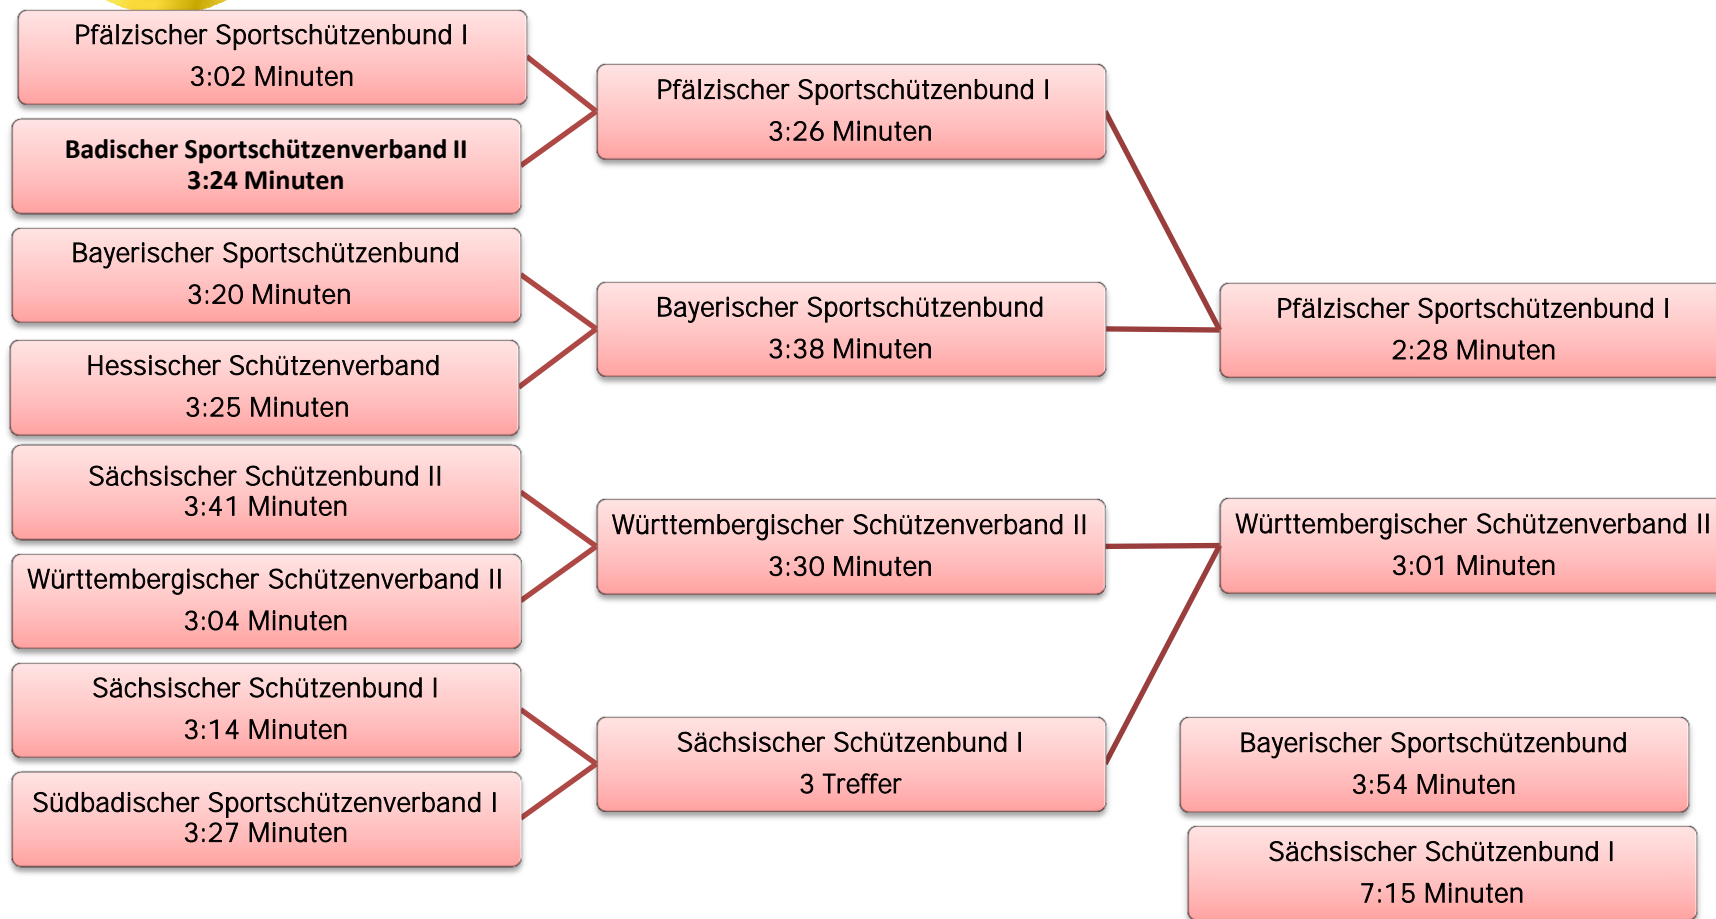 Pfälzischer Sportschützenbund I
3:02 Minuten
Badischer Sportschützenverband II
3:24 Minuten
Bayerischer Sportschützenbund
3:20 Minuten
Hessischer Schützenverband
3:25 Minuten
Sächsischer Schützenbund II
3:41 Minuten
Württembergischer Schützenverband II
3:04 Minuten
Sächsischer Schützenbund I
3:14 Minuten
Südbadischer Sportschützenverband I
3:27 Minuten
Pfälzischer Sportschützenbund I
3:26 Minuten
Bayerischer Sportschützenbund
3:38 Minuten
Württembergischer Schützenverband II
3:30 Minuten
Sächsischer Schützenbund I
3 Treffer
Pfälzischer Sportschützenbund I
2:28 Minuten
Württembergischer Schützenverband II
3:01 Minuten
Bayerischer Sportschützenbund
3:54 Minuten
Sächsischer Schützenbund I
7:15 Minuten